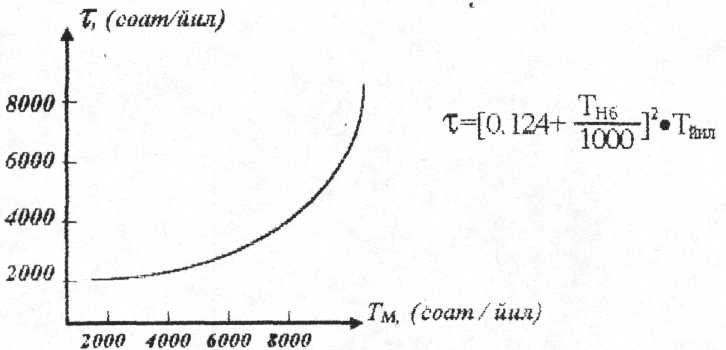 τ, (соат/йил)
8000
6000
4000
2000
τ=[0.124+ Tнб/1000 ]²•Tйил
Tм, (соат / йил)
2000 4000 6000 8000